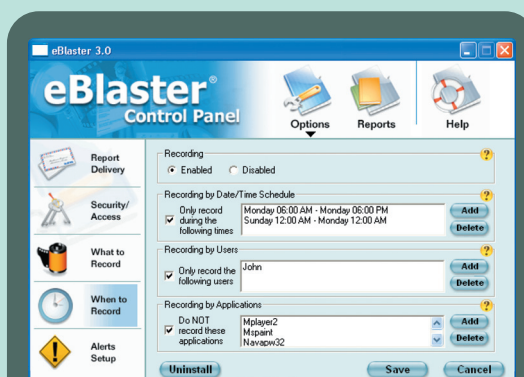 eBlaster 3.0
eBlaster®
Control Panel
Options
Reports
Help
Report
Delivery
Security/
Access
What to
Record
When to
Record
Alerts
Setup
Recording
Enabled
Disabled
?
Recording by Date/Time Schedule
?
Only record
during the
following times
Monday 06:00 AM - Monday 06:00 PM
Sunday 12:00 AM - Monday 12:00 AM
Add
Delete
Recording by Users
?
Only record the
following users
John
Add
Delete
Recording by Applications
?
Do NOT
record these
applications
Mplayer2
Mspaint
Navapw32
Add
Delete
Uninstall
Save
Cancel